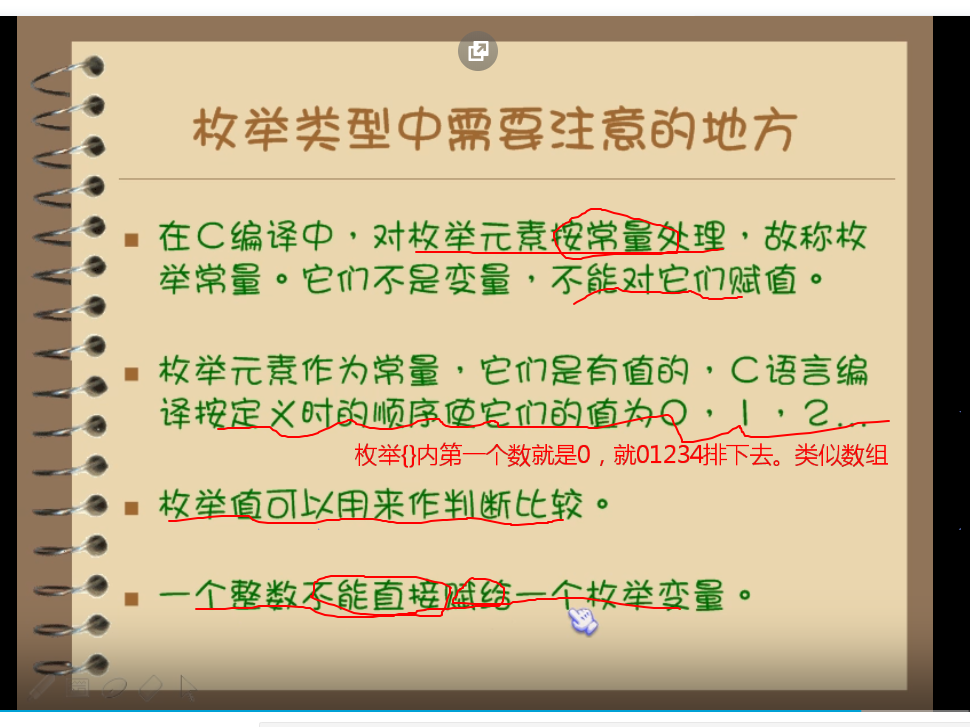 枚举类型中需要注意的地方
在C编译中，对枚举元素按常量处理，故称枚
举常量。它们不是变量，不能对它们赋值。
枚举元素作为常量，它们是有值的，C语言编
译按定义时的顺序使它们的值为0，1，2...
枚举{}内第一个数就是0，就01234排下去。类似数组
枚举值可以用来作判断比较。
一个整数不能直接赋给一个枚举变量。